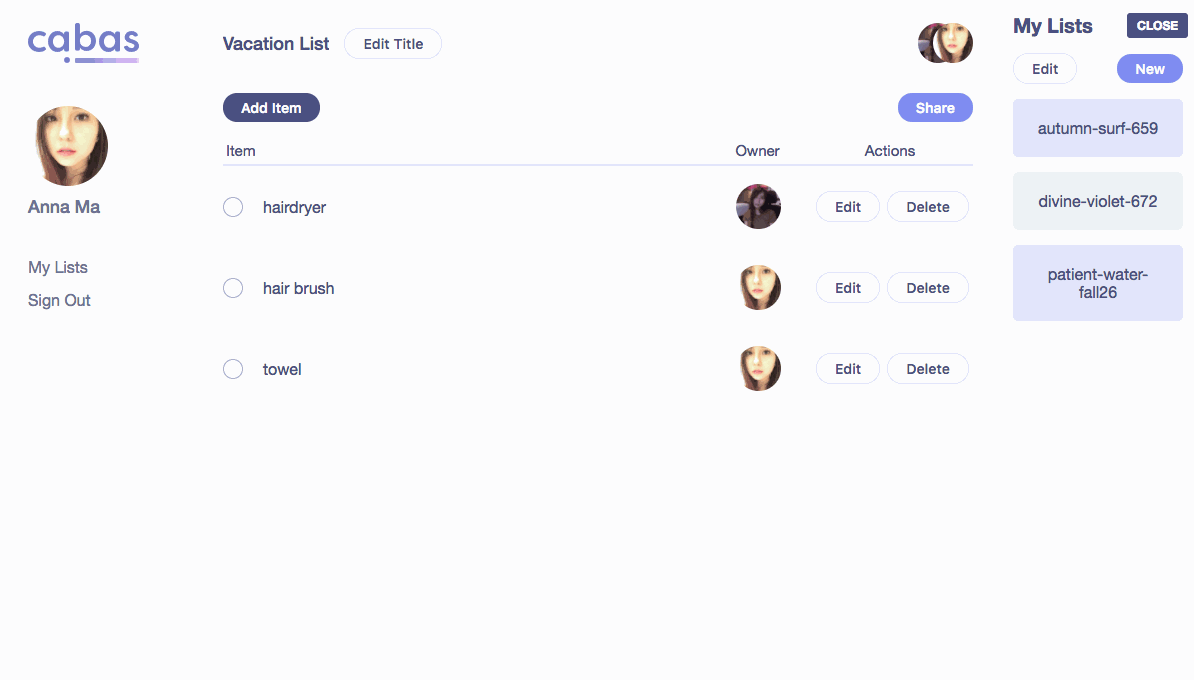 cabas
Anna Ma
My Lists
Sign Out
Vacation List
Edit Title
Add Item
Share
Item
Owner
Actions
hairdryer
Edit
Delete
hair brush
Edit
Delete
towel
Edit
Delete
My Lists
CLOSE
Edit
New
autumn-surf-659
divine-violet-672
patient-water-
fall26